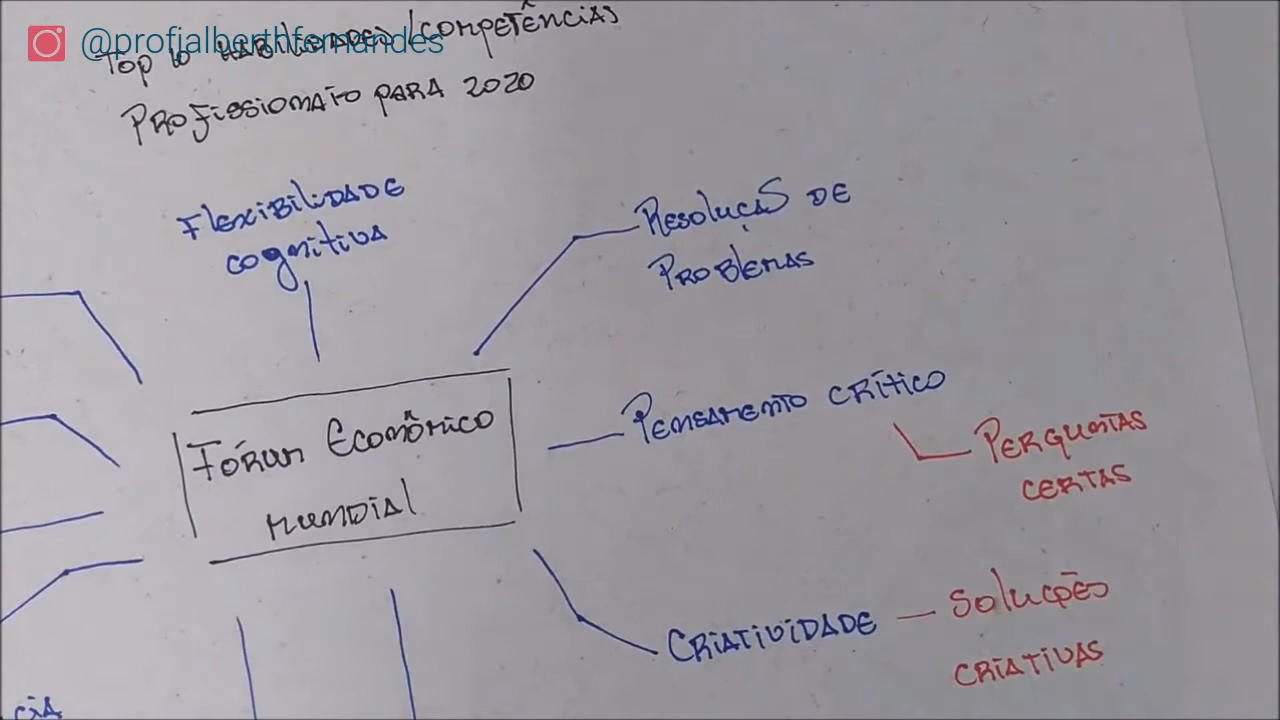 @profjalberthfernandes
Top 10 HABILIDADES/COMPETÊNCIAS
PROFISSIONAIS PARA 2020
FLEXIBILIDADE
COGNITIVA
RESOLUÇÃO DE
PROBLEMAS
PENSAMENTO CRÍTICO
PERGUNTAS
CERTAS
FÓRUM ECONÔMICO
MUNDIAL
CRIATIVIDADE — SOLUÇÕES
CRIATIVAS